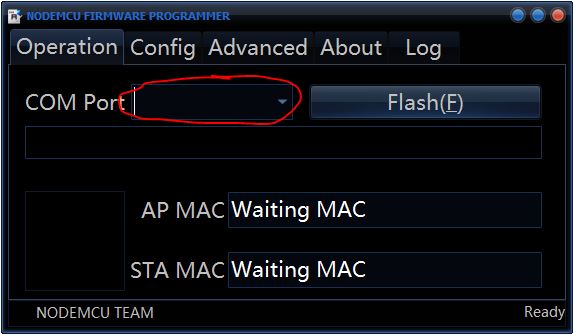 NODEMCU FIRMWARE PROGRAMMER
Operation Config Advanced About Log
COM Port Flash(F)
AP MAC Waiting MAC
STA MAC Waiting MAC
NODEMCU TEAM Ready